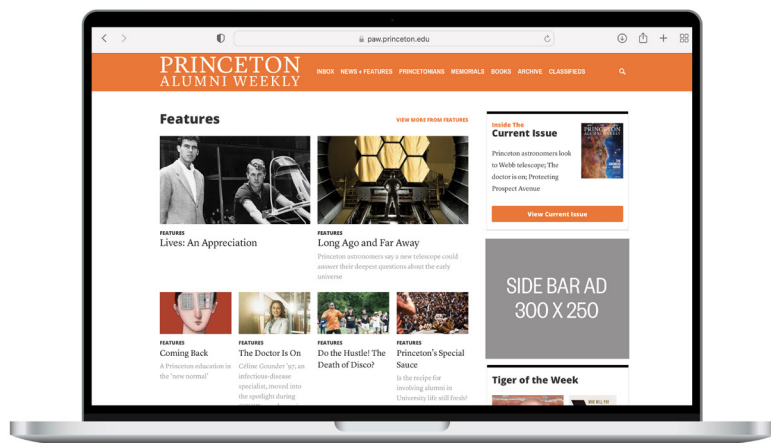 paw.princeton.edu
PRINCETON
ALUMNI WEEKLY
INBOX NEWS + FEATURES PRINCETONIANS MEMORIALS BOOKS ARCHIVE CLASSIFIEDS
Features
VIEW MORE FROM FEATURES
FEATURES
Lives: An Appreciation
FEATURES
Long Ago and Far Away
Princeton astronomers say a new telescope could
answer their deepest questions about the early
universe
FEATURES
Coming Back
A Princeton education in
the 'new normal'
FEATURES
The Doctor Is On
Céline Gounder '97, an
infectious-disease
specialist, moved into
the spotlight during
FEATURES
Do the Hustle! The
Death of Disco?
FEATURES
Princeton's Special
Sauce
Is the recipe for
involving alumni in
University life still fresh?
Inside The
Current Issue
Princeton astronomers look
to Webb telescope; The
doctor is on; Protecting
Prospect Avenue
PRINCETON
ALUMNI WEEKLY
View Current Issue
SIDE BAR AD
300 X 250
Tiger of the Week
WHO WILL PAY